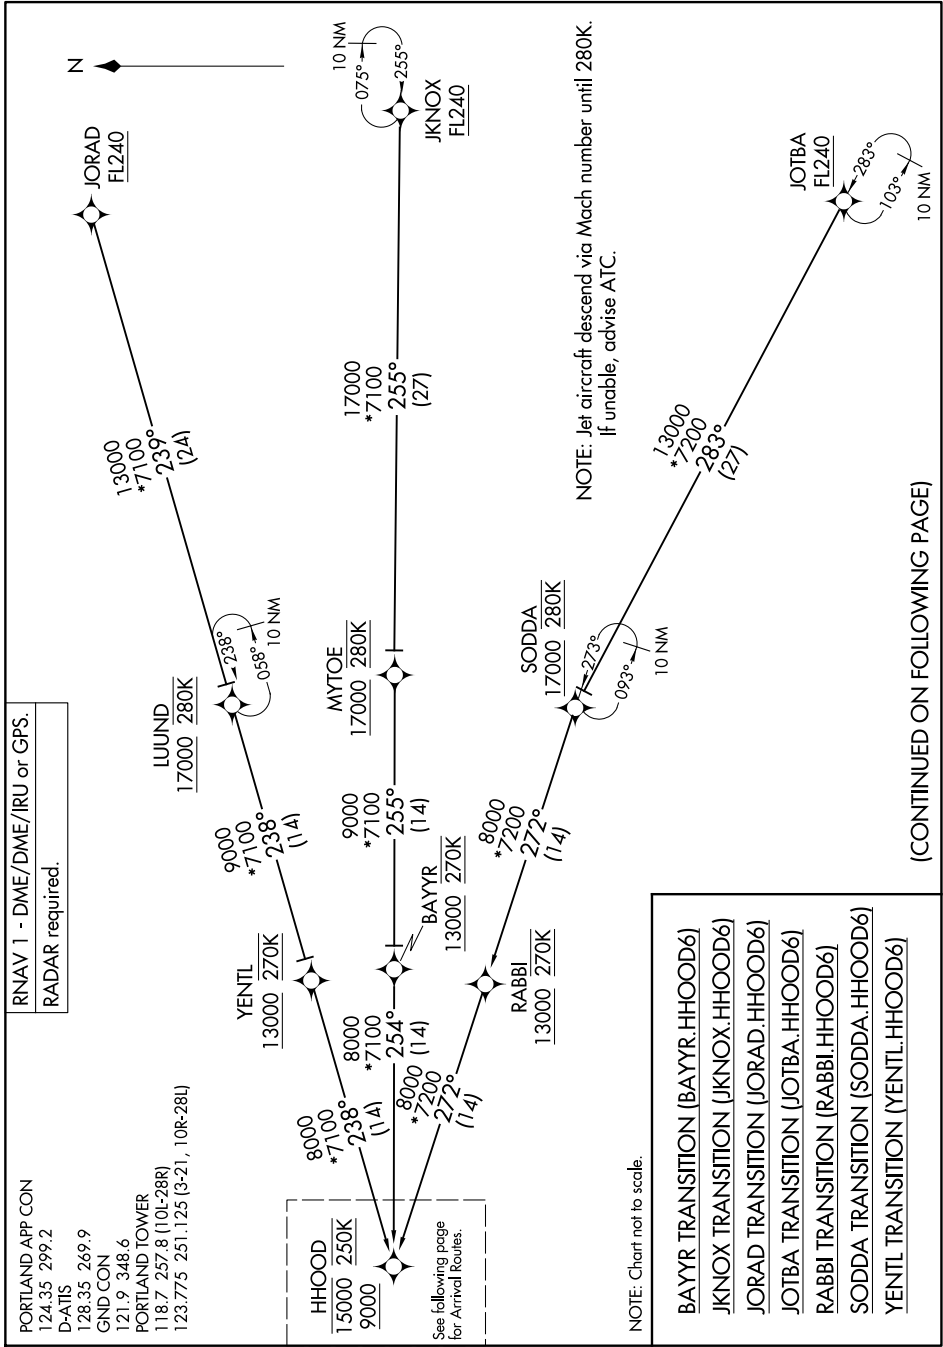 PORTLAND APP CON
124.35 299.2
D-ATIS
128.35 269.9
GND CON
121.9 348.6
PORTLAND TOWER
118.7 257.8 (10L-28R)
123.775 251.125 (3-21, 10R-28L)
RNAV 1 - DME/DME/IRU or GPS.
RADAR required.
N
JORAD
FL240
13000
*7100
239°
(24)
LUUND
17000 280K
238°
058°
10 NM
9000
*7100
238°
(14)
YENTL
13000 270K
8000
*7100
238°
(14)
JKNOX
FL240
10 NM
075°
255°
17000
*7100
255°
(27)
MYTOE
17000 280K
9000
*7100
255°
(14)
BAYYR
13000 270K
8000
*7100
254°
(14)
HHOOD
15000 250K
9000
See following page
for Arrival Routes.
NOTE: Jet aircraft descend via Mach number until 280K.
If unable, advise ATC.
JOTBA
FL240
283°
103°
10 NM
13000
*7200
283°
(27)
SODDA
17000 280K
273°
093°
10 NM
8000
*7200
272°
(14)
RABBI
13000 270K
8000
*7200
272°
(14)
NOTE: Chart not to scale.
BAYYR TRANSITION (BAYYR.HHOOD6)
JKNOX TRANSITION (JKNOX.HHOOD6)
JORAD TRANSITION (JORAD.HHOOD6)
JOTBA TRANSITION (JOTBA.HHOOD6)
RABBI TRANSITION (RABBI.HHOOD6)
SODDA TRANSITION (SODDA.HHOOD6)
YENTL TRANSITION (YENTL.HHOOD6)
(CONTINUED ON FOLLOWING PAGE)